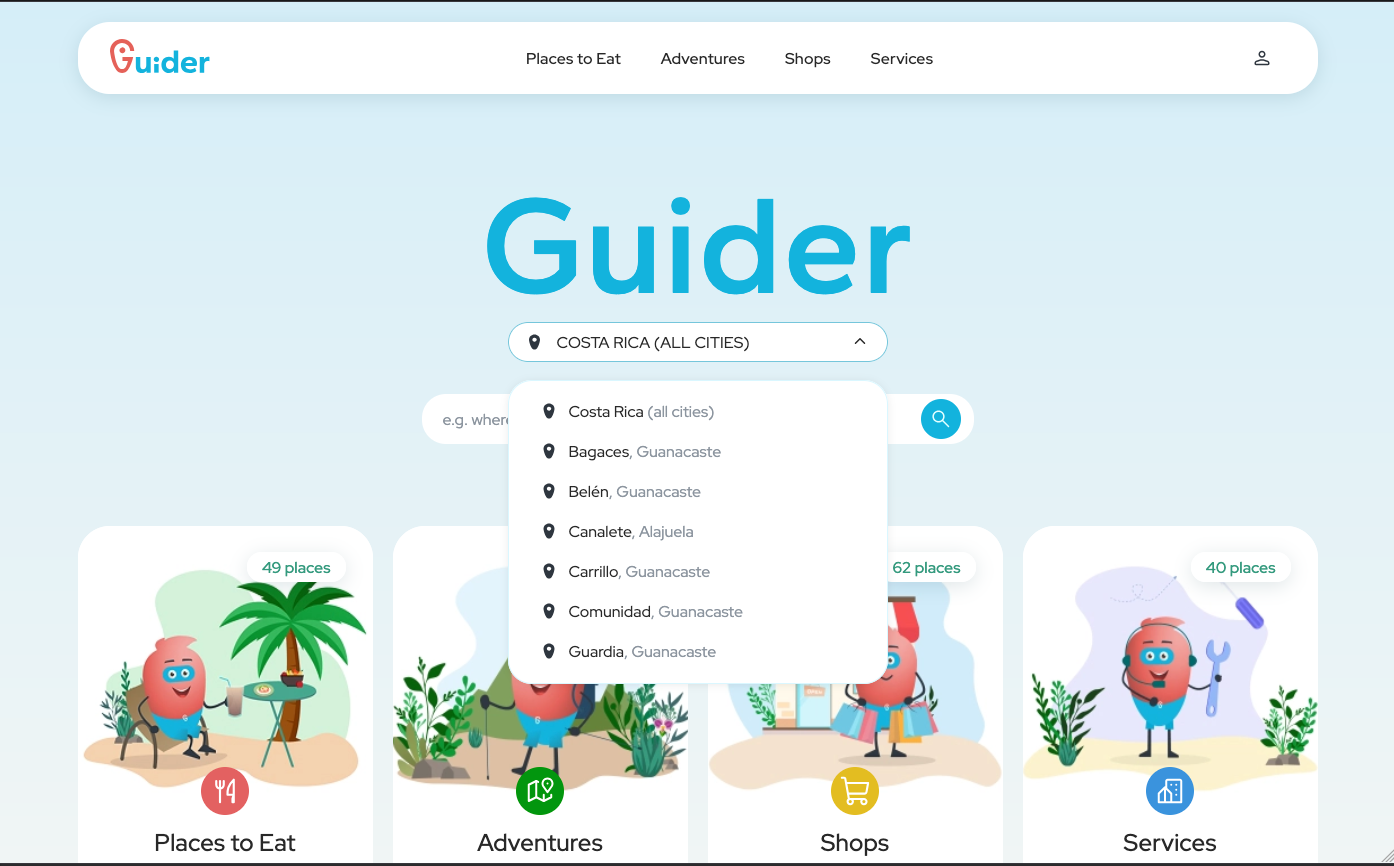 Guider
Places to Eat
Adventures
Shops
Services
Guider
COSTA RICA (ALL CITIES)
e.g.
Costa Rica (all cities)
Bagaces, Guanacaste
Belén, Guanacaste
Canalete, Alajuela
Carrillo, Guanacaste
Comunidad, Guanacaste
Guardia, Guanacaste
49 places
62 places
40 places
Places to Eat
Adventures
Shops
Services